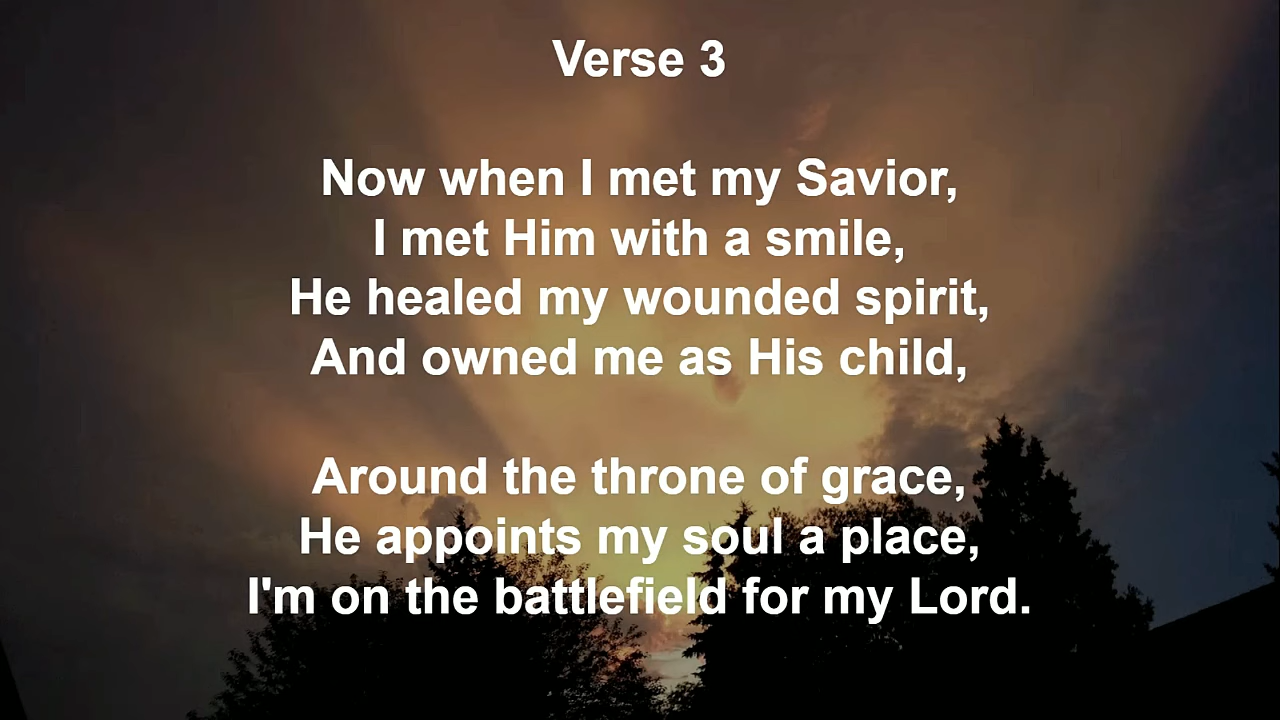 Verse 3
Now when I met my Savior,
I met Him with a smile,
He healed my wounded spirit,
And owned me as His child,
Around the throne of grace,
He appoints my soul a place,
I'm on the battlefield for my Lord.